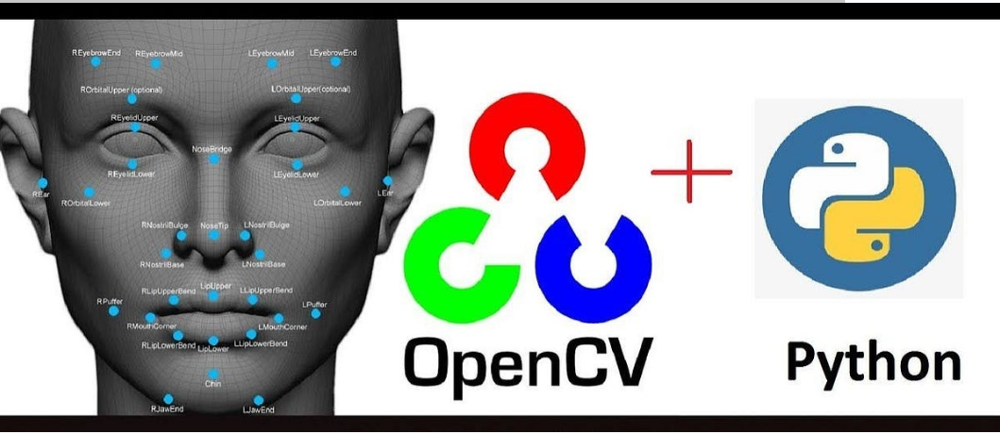 REyebrowEnd
REyebrowMid
LEyebrowMid
LEyebrowEnd
ROrbitalUpper (optional)
LOrbitalUpper(optional)
REyelidUpper
LEyelidUpper
NoseBridge
REyelidLower
LEyelidLower
REar
ROrbitalLower
LOrbitalLower
LEar
RNostrilBulge
NoseTip
LNostrilBulge
RNostrilBase
LNostrilBase
RLipUpperBend
LipUpper
LLipUpperBend
RPuffer
LPuffer
RMouthCorner
LMouthCorner
RLipLowerBend
LipLower
LLipLowerBend
Chin
RJawEnd
LJawEnd
OpenCV
Python